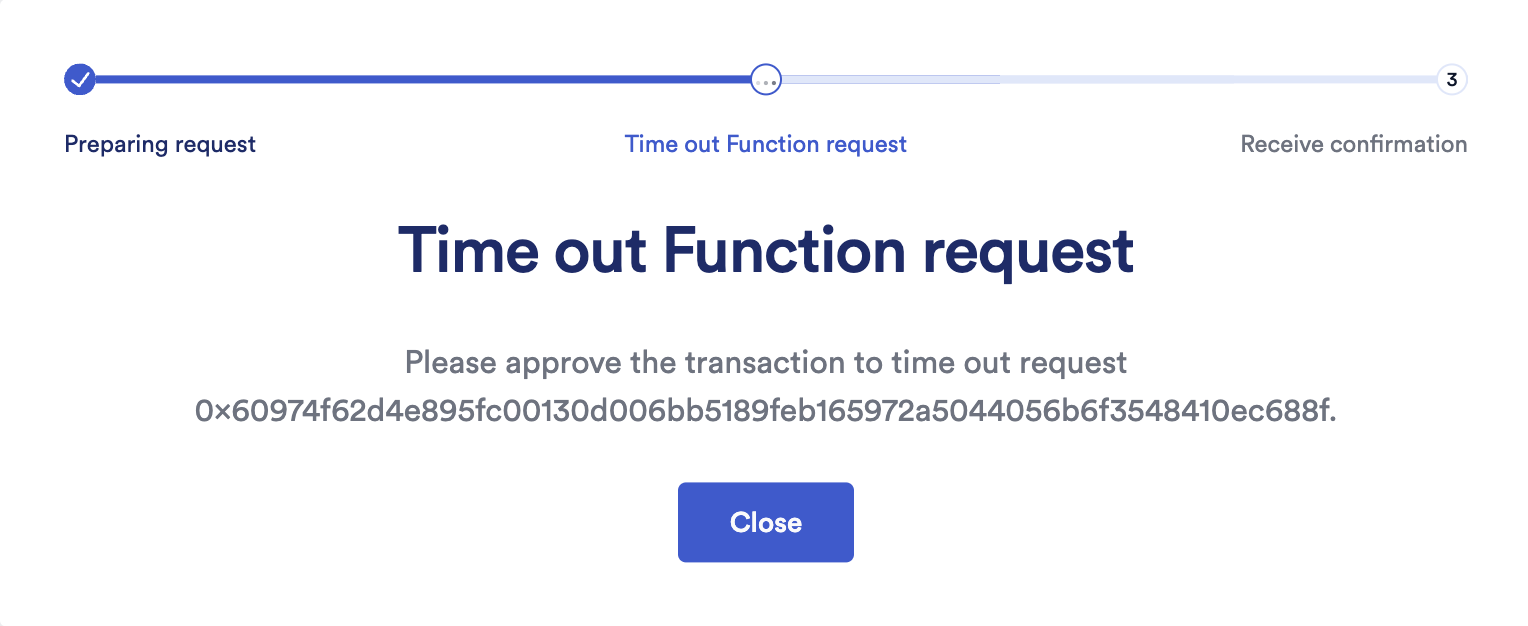 3
Preparing request
Time out Function request
Receive confirmation
Time out Function request
Please approve the transaction to time out request
0x60974f62d4e895fc00130d006bb5189feb165972a5044056b6f3548410ec688f.
Close